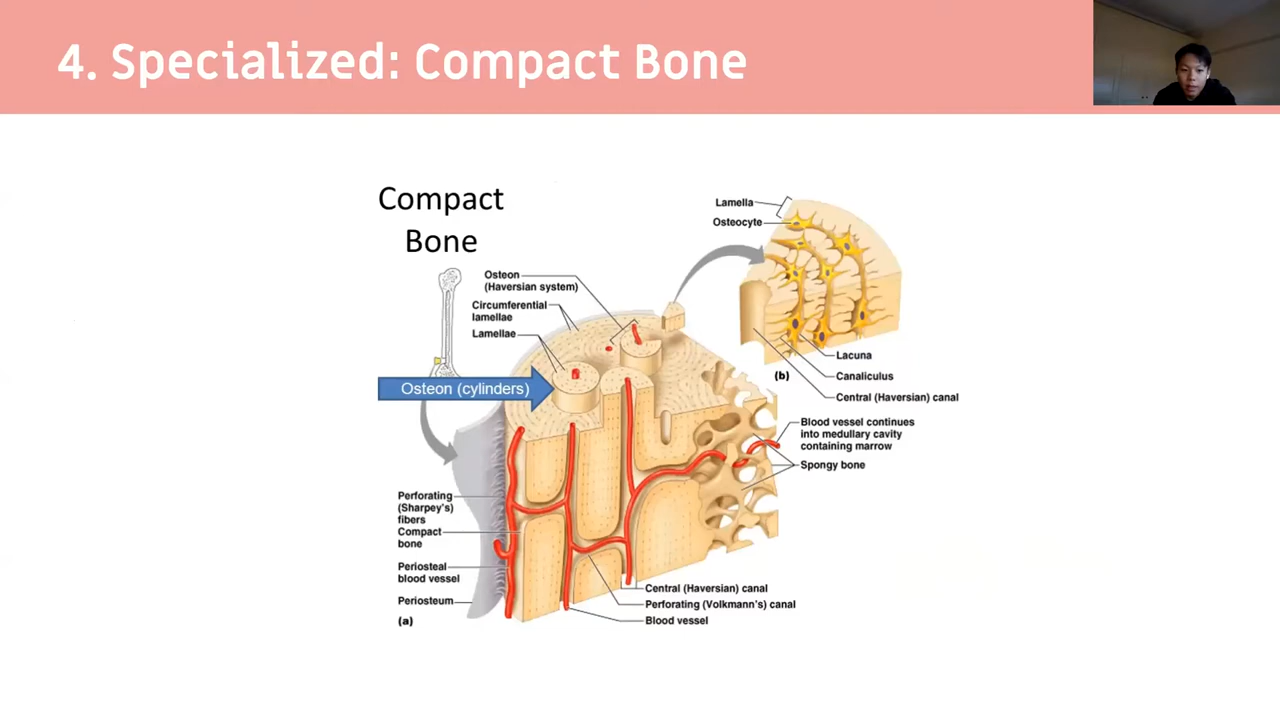 4. Specialized: Compact Bone
Compact
Bone
Osteon
(Haversian system)
Circumferential
lamellae
Lamellae
Osteon (cylinders)
Perforating
(Sharpey's)
fibers
Compact
bone
Periosteal
blood vessel
Periosteum
(a)
Lamella
Osteocyte
Lacuna
(b)
Canaliculus
Central (Haversian) canal
Blood vessel continues
into medullary cavity
containing marrow
Spongy bone
Central (Haversian) canal
Perforating (Volkmann's) canal
Blood vessel